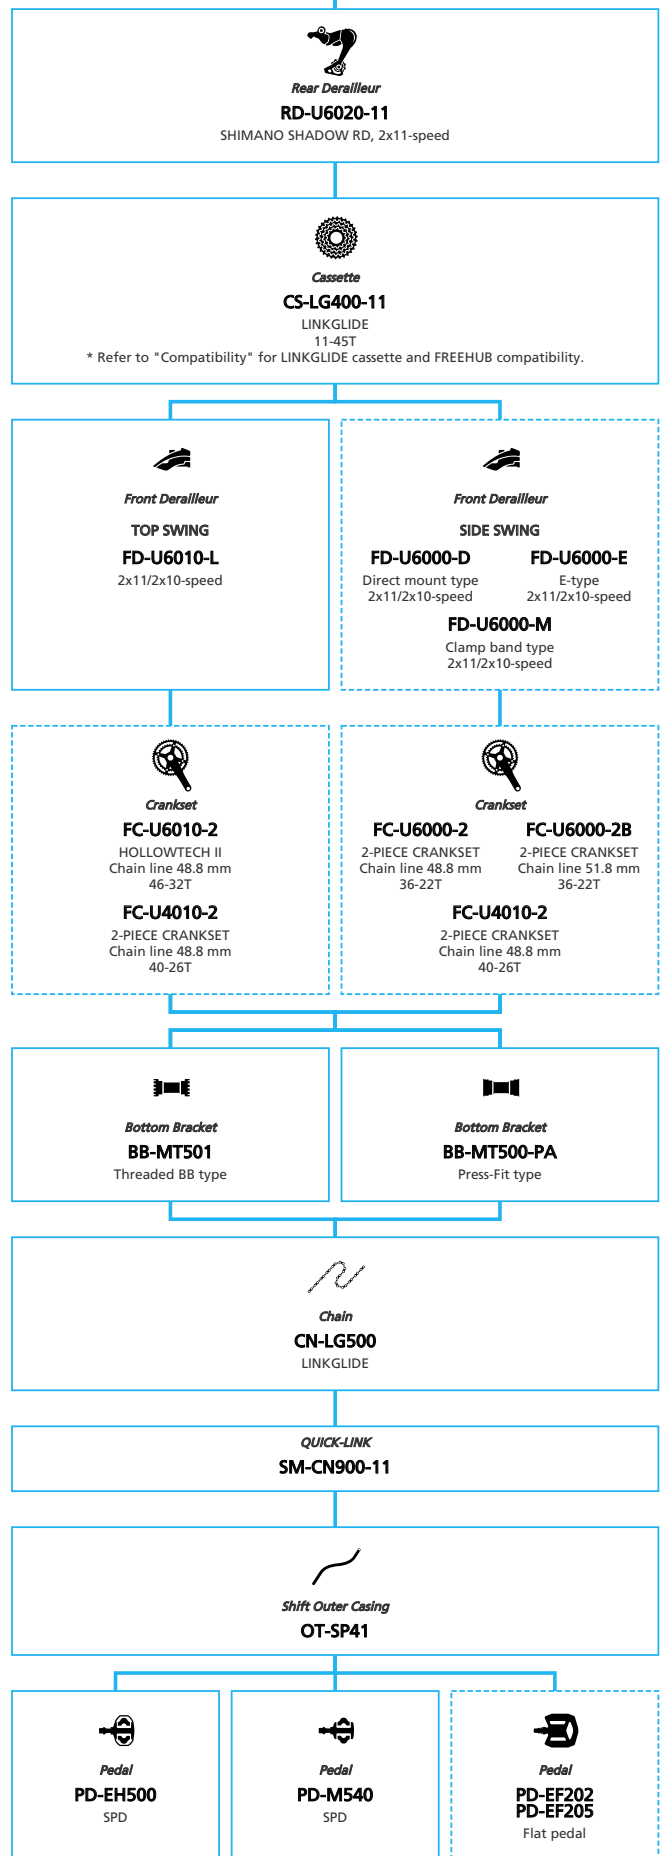 Rear Derailleur
RD-U6020-11
SHIMANO SHADOW RD, 2x11-speed
Cassette
CS-LG400-11
LINKGLIDE
11-45T
* Refer to "Compatibility" for LINKGLIDE cassette and FREEHUB compatibility.
Front Derailleur
TOP SWING
FD-U6010-L
2x11/2x10-speed
Front Derailleur
SIDE SWING
FD-U6000-D
Direct mount type
2x11/2x10-speed
FD-U6000-E
E-type
2x11/2x10-speed
FD-U6000-M
Clamp band type
2x11/2x10-speed
Crankset
FC-U6010-2
HOLLOWTECH II
Chain line 48.8 mm
46-32T
FC-U4010-2
2-PIECE CRANKSET
Chain line 48.8 mm
40-26T
Crankset
FC-U6000-2
2-PIECE CRANKSET
Chain line 48.8 mm
36-22T
FC-U6000-2B
2-PIECE CRANKSET
Chain line 51.8 mm
36-22T
FC-U4010-2
2-PIECE CRANKSET
Chain line 48.8 mm
40-26T
Bottom Bracket
BB-MT501
Threaded BB type
Bottom Bracket
BB-MT500-PA
Press-Fit type
Chain
CN-LG500
LINKGLIDE
QUICK-LINK
SM-CN900-11
Shift Outer Casing
OT-SP41
Pedal
PD-EH500
SPD
Pedal
PD-M540
SPD
Pedal
PD-EF202
PD-EF205
Flat pedal